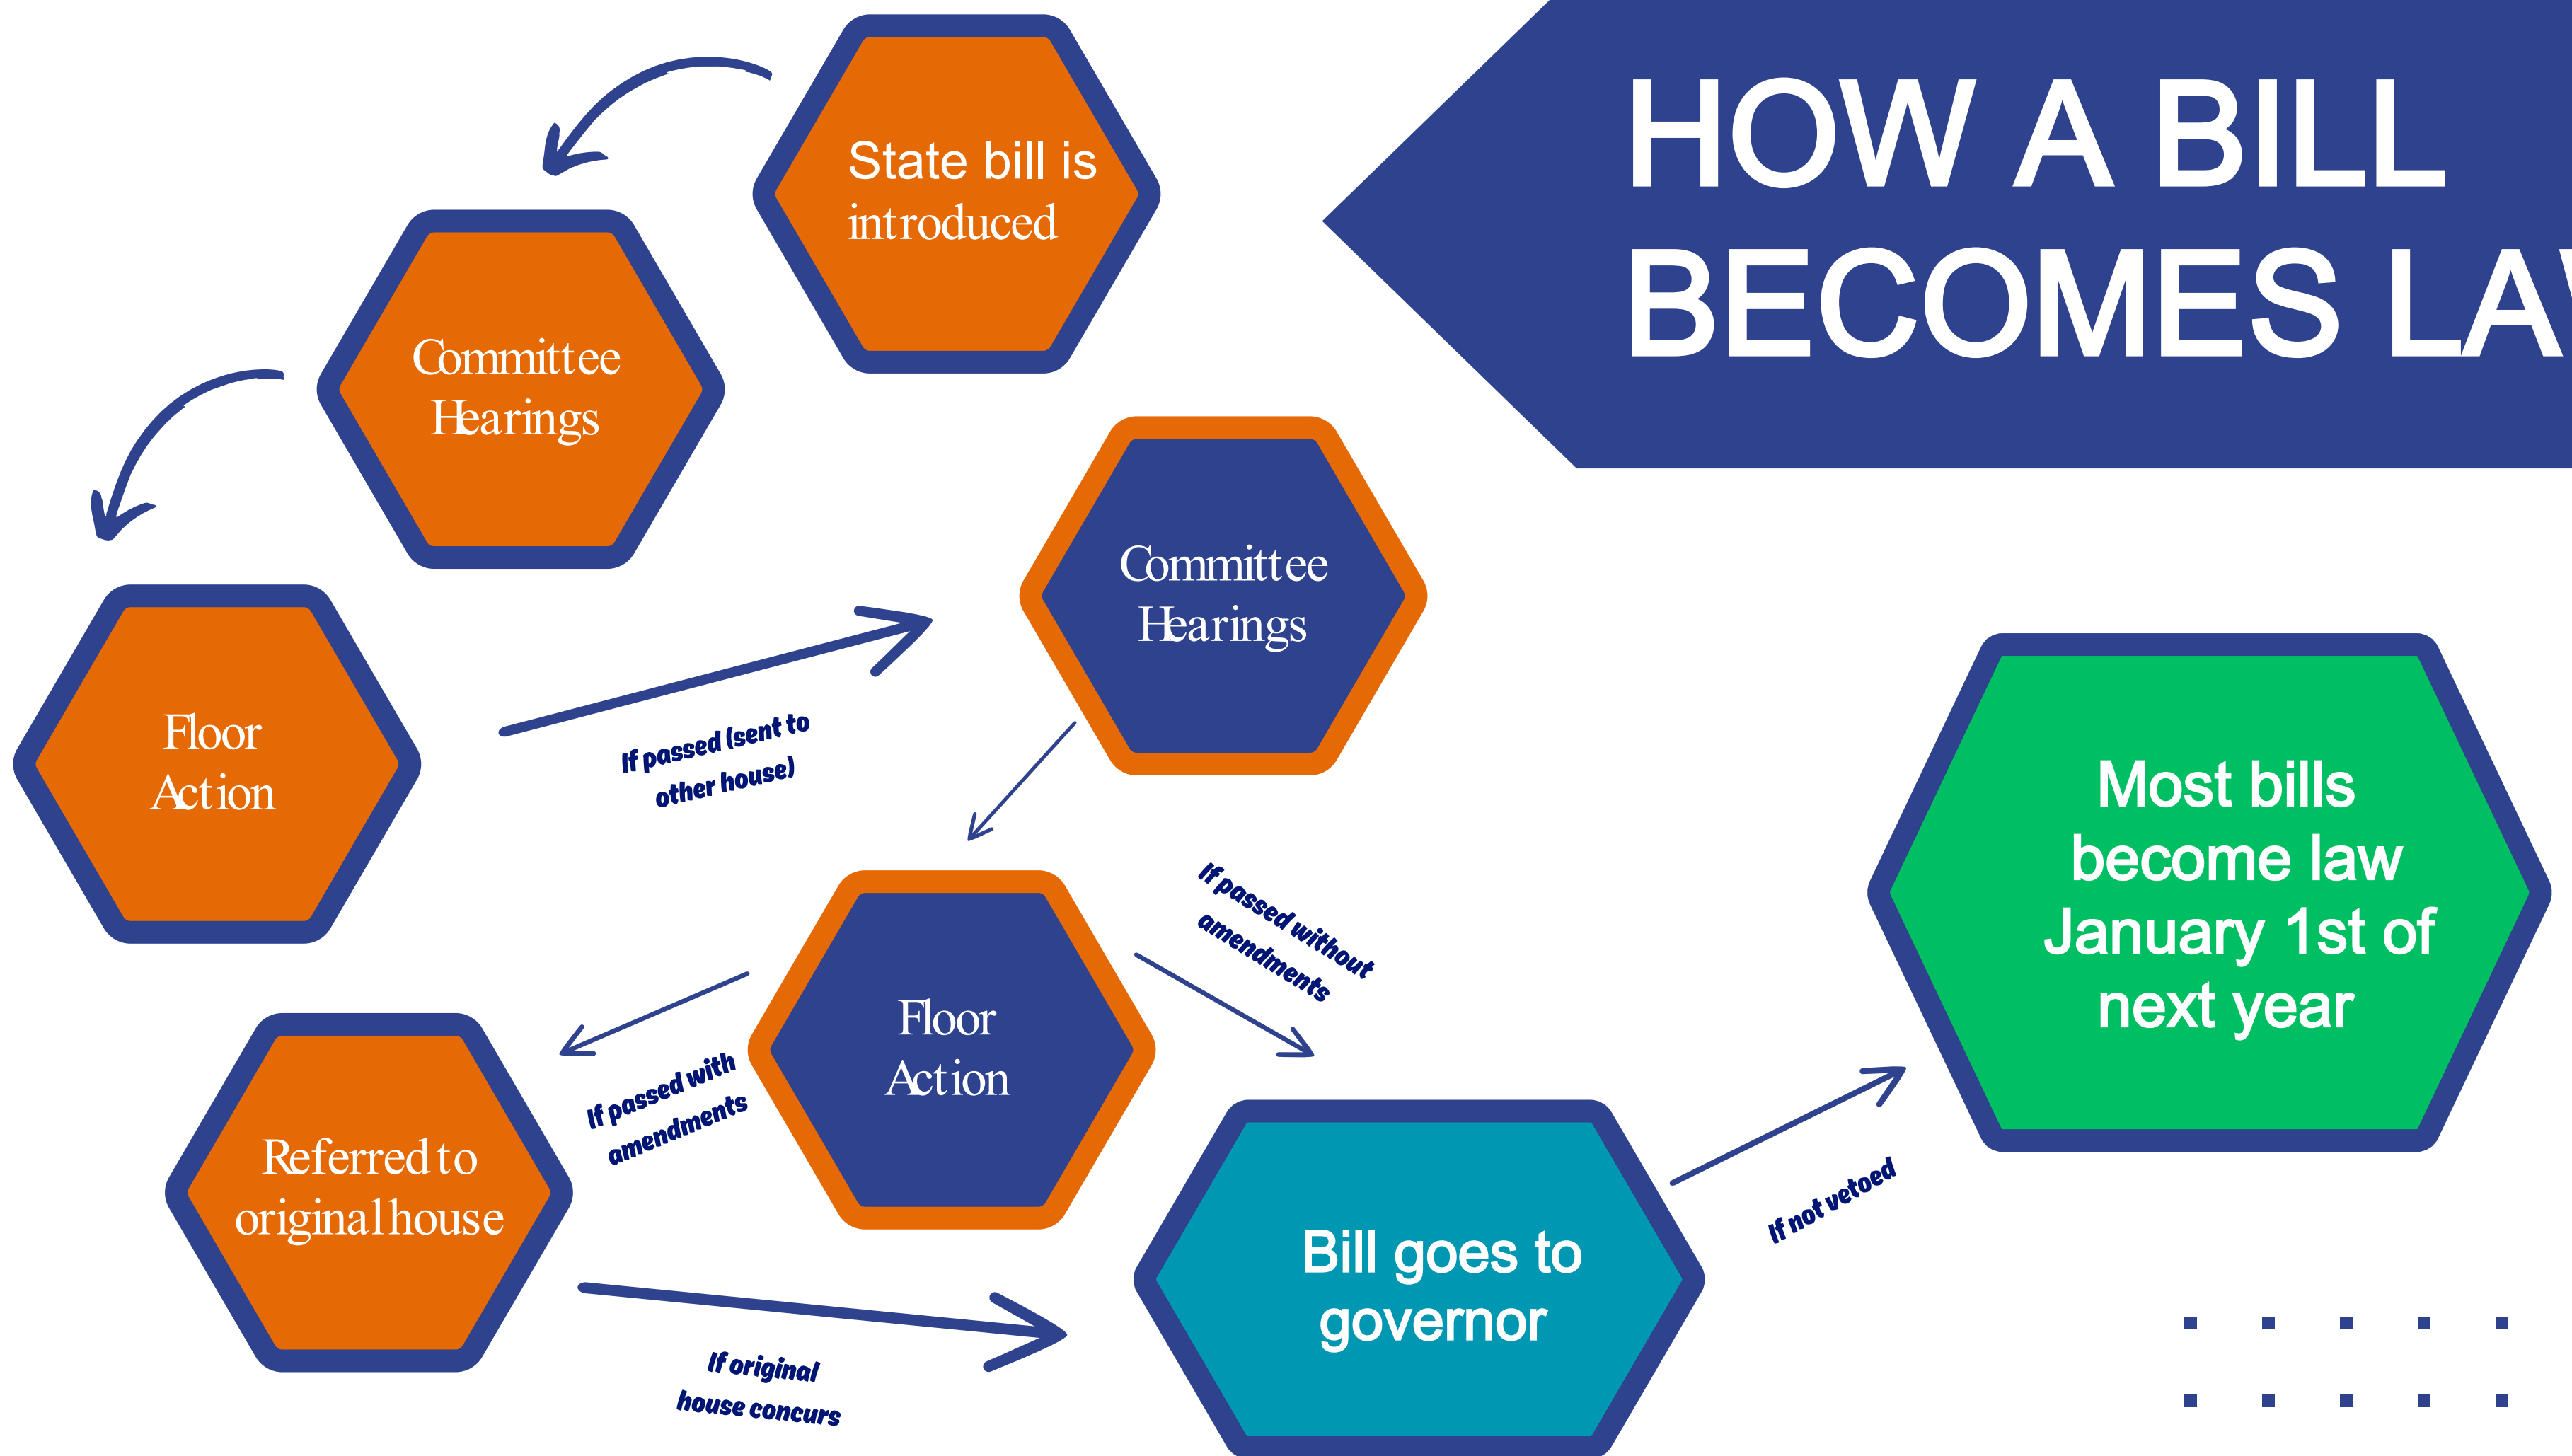 HOW A BILL
BECOMES LA
State bill is
introduced
Committee
Hearings
Floor
Action
If passed (sent to
other house)
Committee
Hearings
Floor
Action
If passed with
amendments
If passed without
amendments
Referred to
original house
If original
house concurs
Bill goes to
governor
If not vetoed
Most bills
become law
January 1st of
next year